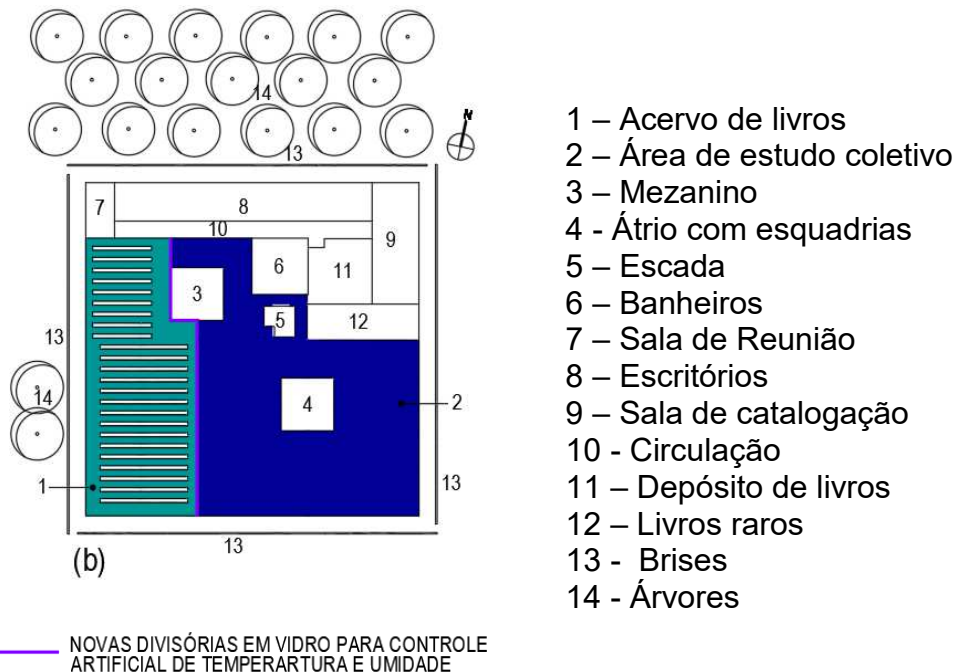 14
N
13
7
8
10
9
6
11
3
5
12
13
4
14
2
1
13
13
(b)
NOVAS DIVISÓRIAS EM VIDRO PARA CONTROLE
ARTIFICIAL DE TEMPERARTURA E UMIDADE
1 – Acervo de livros
2 – Área de estudo coletivo
3 – Mezanino
4 - Átrio com esquadrias
5 – Escada
6 – Banheiros
7 – Sala de Reunião
8 – Escritórios
9 – Sala de catalogação
10 - Circulação
11 – Depósito de livros
12 – Livros raros
13 - Brises
14 - Árvores